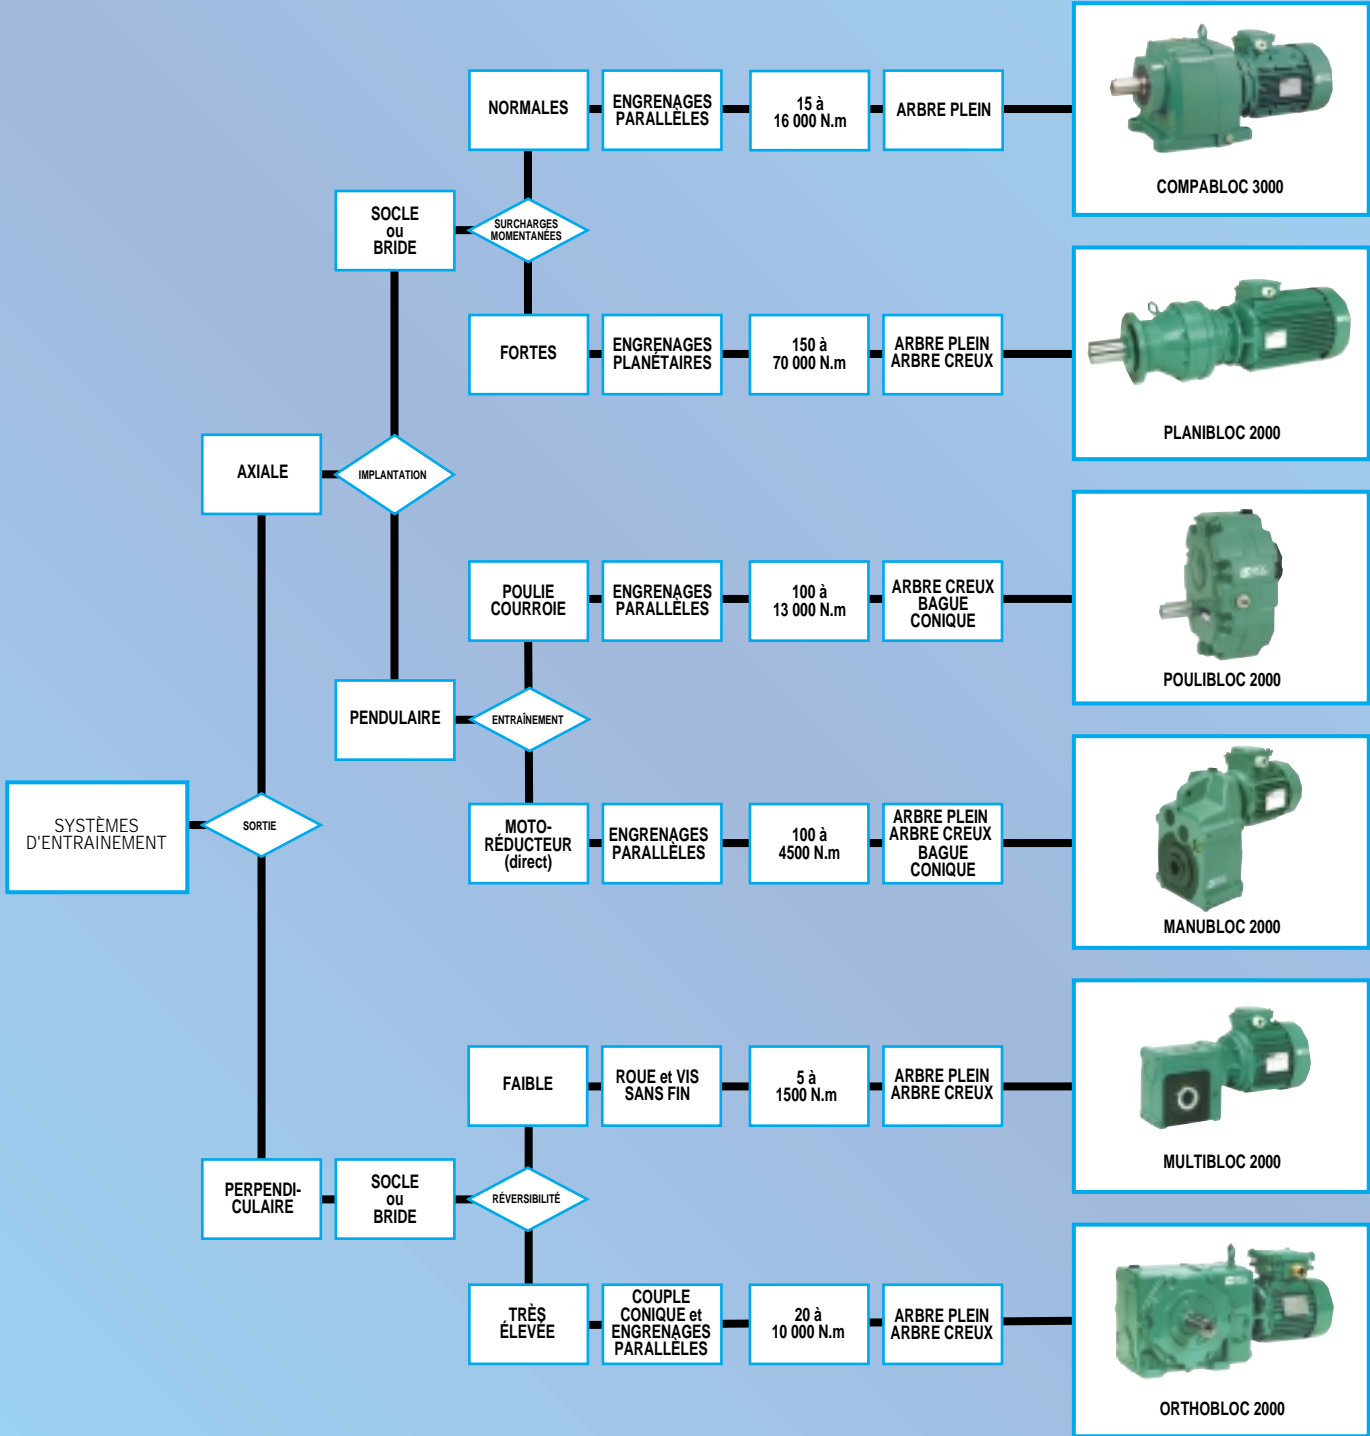 NORMALES
ENGRENAGES
PARALLÈLES
15 à
16 000 N.m
ARBRE PLEIN
COMPABLOC 3000
SOCLE
ou
BRIDE
SURCHARGES
MOMENTANÉES
FORTES
ENGRENAGES
PLANÉTAIRES
150 à
70 000 N.m
ARBRE PLEIN
ARBRE CREUX
PLANIBLOC 2000
AXIALE
IMPLANTATION
POULIE
COURROIE
ENGRENAGES
PARALLÈLES
100 à
13 000 N.m
ARBRE CREUX
BAGUE
CONIQUE
POULIBLOC 2000
PENDULAIRE
ENTRAÎNEMENT
SYSTÈMES
D'ENTRAINEMENT
SORTIE
MOTO-
RÉDUCTEUR
(direct)
ENGRENAGES
PARALLÈLES
100 à
4500 N.m
ARBRE PLEIN
ARBRE CREUX
BAGUE
CONIQUE
MANUBLOC 2000
FAIBLE
ROUE et VIS
SANS FIN
5 à
1500 N.m
ARBRE PLEIN
ARBRE CREUX
MULTIBLOC 2000
PERPENDI-
CULAIRE
SOCLE
ou
BRIDE
RÉVERSIBILITÉ
TRÈS
ÉLEVÉE
COUPLE
CONIQUE et
ENGRENAGES
PARALLÈLES
20 à
10 000 N.m
ARBRE PLEIN
ARBRE CREUX
ORTHOBLOC 2000